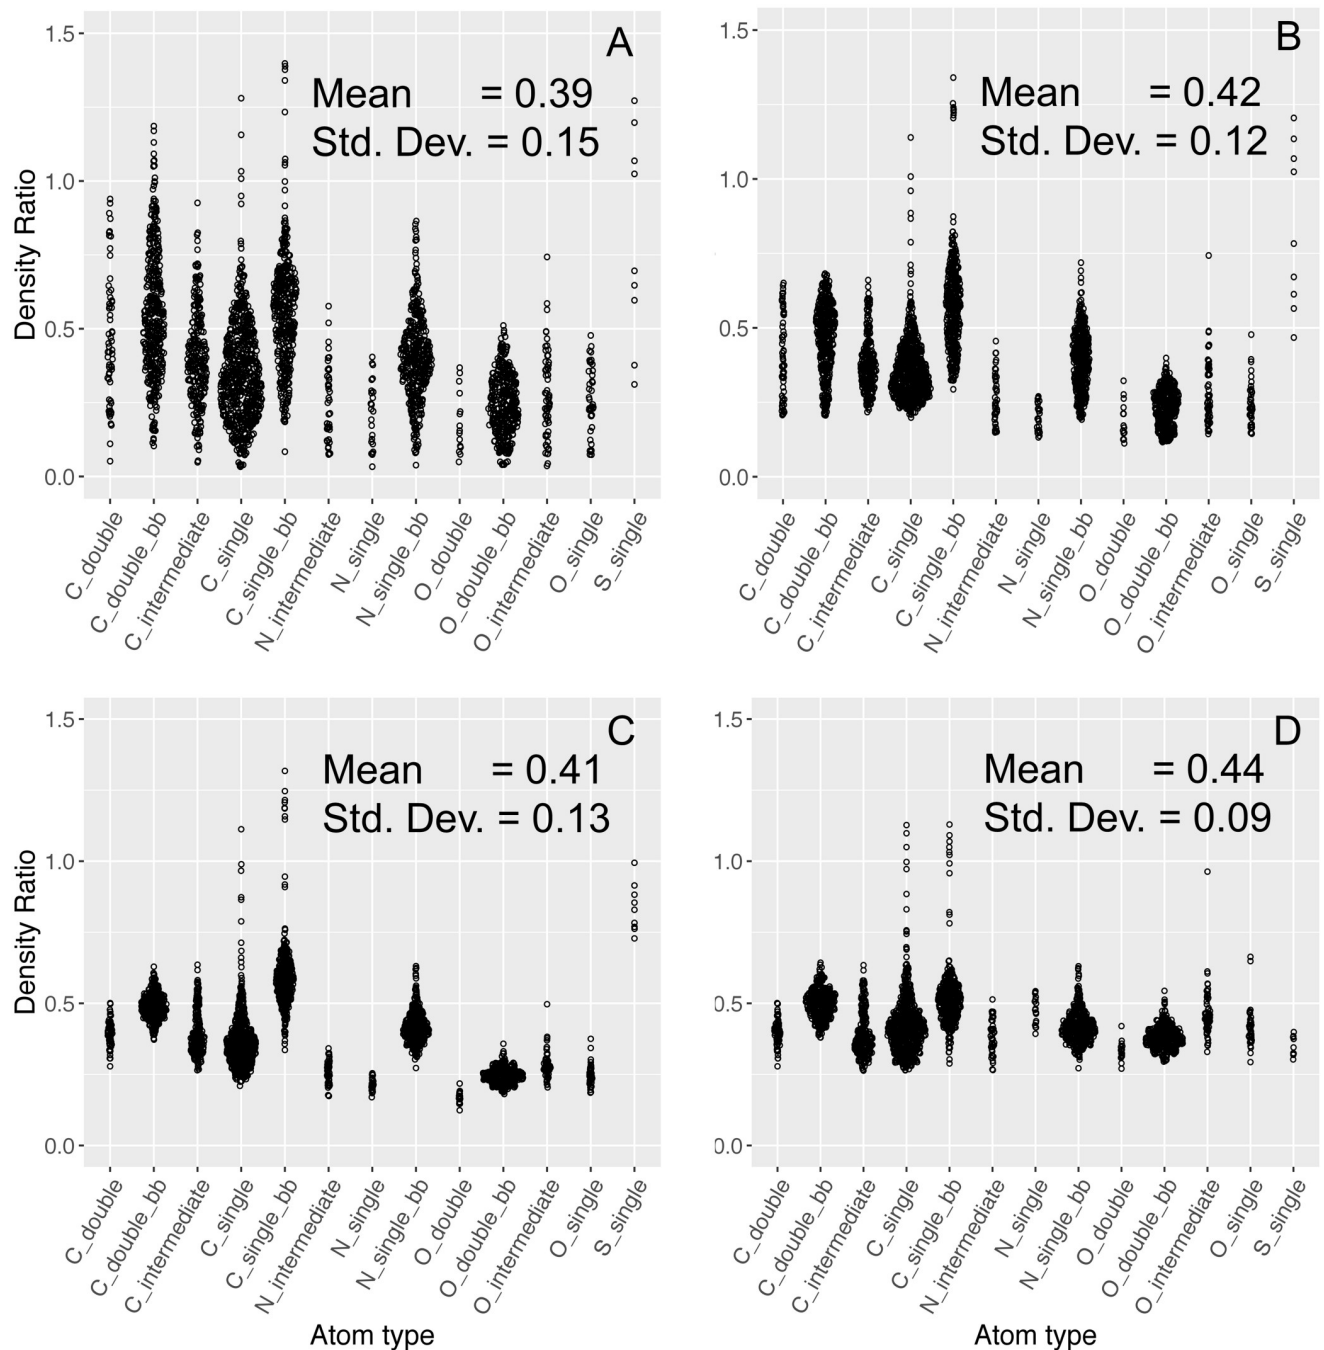 A
Mean = 0.39
Std. Dev. = 0.15
Density Ratio
1.5
1.0
0.5
0.0
C_double
C_double_bb
C_intermediate
C_single
C_single_bb
N_intermediate
N_single
N_single_bb
O_double
O_double_bb
O_intermediate
O_single
S_single
B
Mean = 0.42
Std. Dev. = 0.12
1.5
1.0
0.5
0.0
C_double
C_double_bb
C_intermediate
C_single
C_single_bb
N_intermediate
N_single
N_single_bb
O_double
O_double_bb
O_intermediate
O_single
S_single
C
Mean = 0.41
Std. Dev. = 0.13
Density Ratio
1.5
1.0
0.5
0.0
C_double
C_double_bb
C_intermediate
C_single
C_single_bb
N_intermediate
N_single
N_single_bb
O_double
O_double_bb
O_intermediate
O_single
S_single
Atom type
D
Mean = 0.44
Std. Dev. = 0.09
1.5
1.0
0.5
0.0
C_double
C_double_bb
C_intermediate
C_single
C_single_bb
N_intermediate
N_single
N_single_bb
O_double
O_double_bb
O_intermediate
O_single
S_single
Atom type